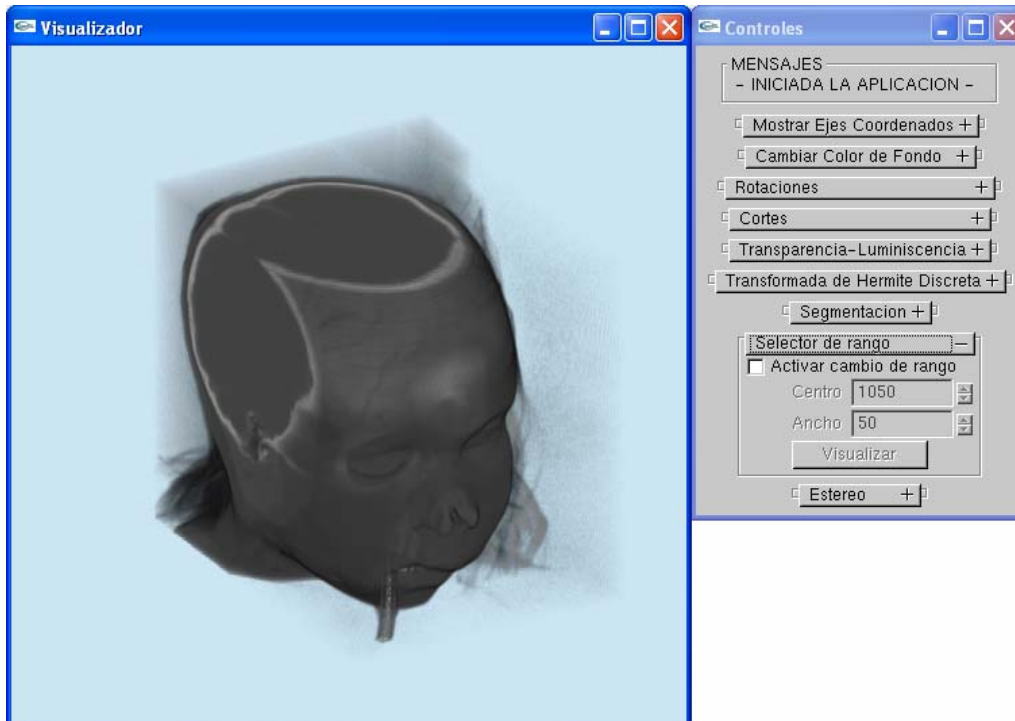 Visualizador
Controles
MENSAJES
- INICIADA LA APLICACION -
Mostrar Ejes Coordenados +
Cambiar Color de Fondo +
Rotaciones +
Cortes +
Transparencia-Luminiscencia +
Transformada de Hermite Discreta +
Segmentacion +
Selector de rango −
Activar cambio de rango
Centro 1050
Ancho 50
Visualizar
Estereo +